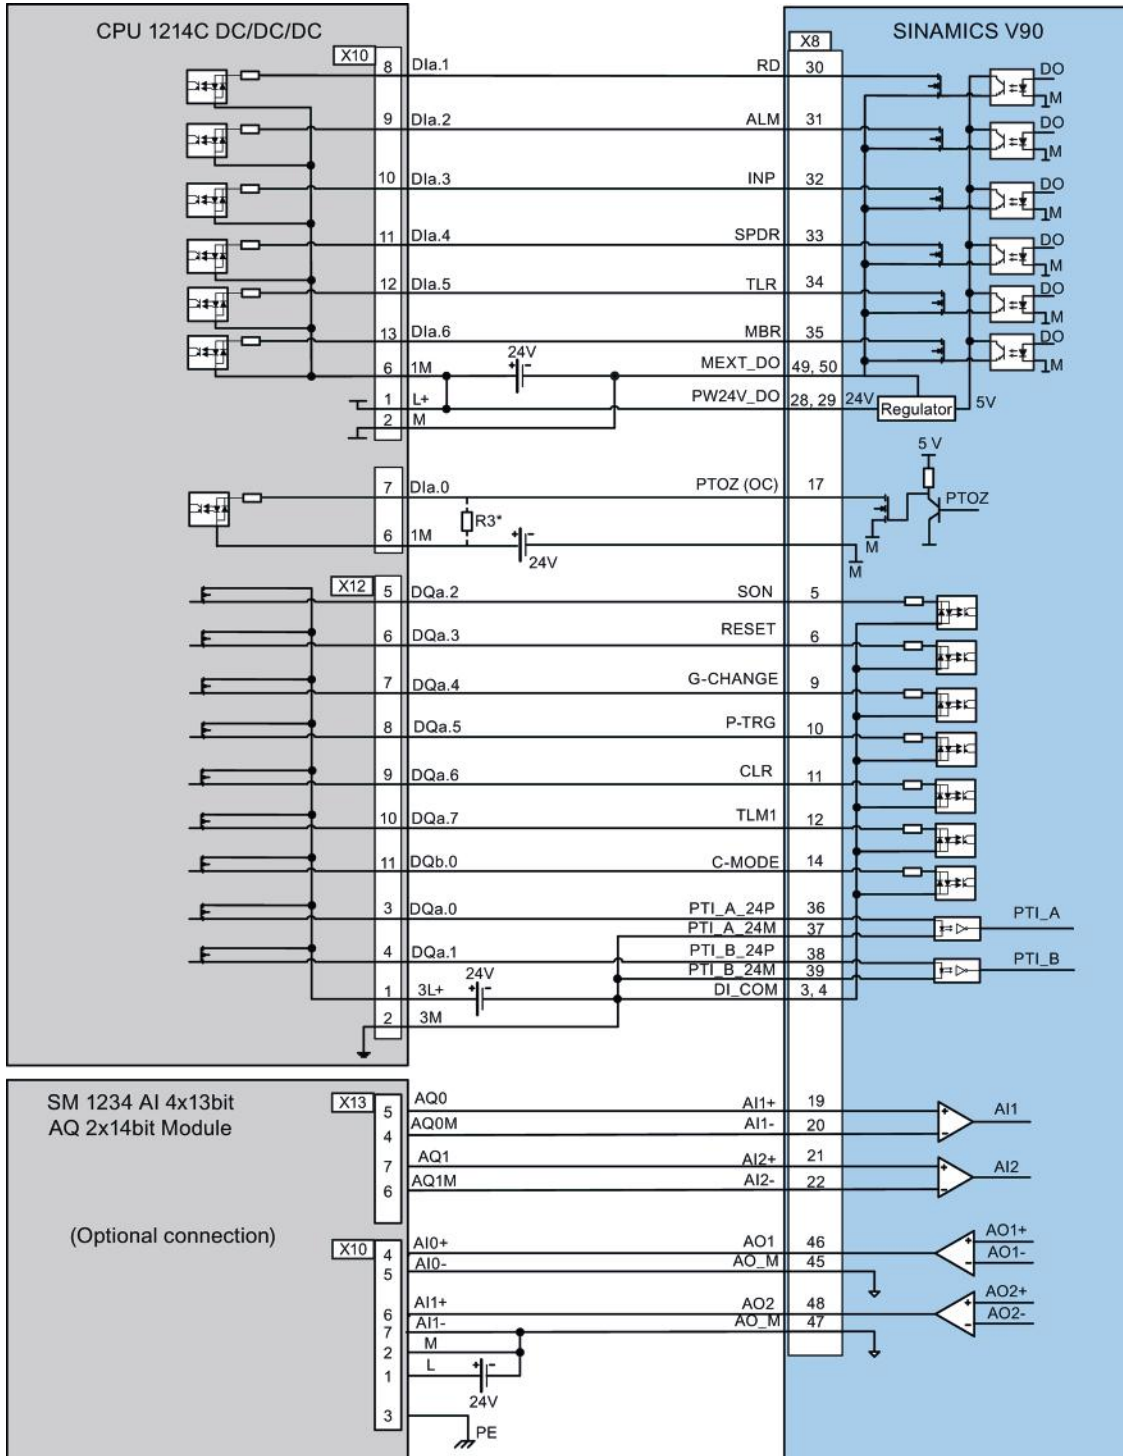 CPU 1214C DC/DC/DC
SINAMICS V90
X10
X8
8 DIa.1 RD 30 DO
M
9 DIa.2 ALM 31 DO
M
10 DIa.3 INP 32 DO
M
11 DIa.4 SPDR 33 DO
M
12 DIa.5 TLR 34 DO
M
13 DIa.6 MBR 35 DO
M
24V
+ -
6 1M MEXT_DO 49, 50
1 L+ PW24V_DO 28, 29 24V Regulator 5V
2 M
5 V
7 DIa.0 PTOZ (OC) 17 PTOZ
R3*
M
6 1M + - 24V
M
X12
5 DQa.2 SON 5
6 DQa.3 RESET 6
7 DQa.4 G-CHANGE 9
8 DQa.5 P-TRG 10
9 DQa.6 CLR 11
10 DQa.7 TLM1 12
11 DQb.0 C-MODE 14
3 DQa.0 PTI_A_24P 36 PTI_A
PTI_A_24M 37
4 DQa.1 PTI_B_24P 38 PTI_B
24V PTI_B_24M 39
1 3L+ + - DI_COM 3, 4
2 3M
SM 1234 AI 4x13bit
AQ 2x14bit Module
(Optional connection)
X13
5 AQ0 AI1+ 19 + AI1
4 AQ0M AI1- 20 -
7 AQ1 AI2+ 21 + AI2
6 AQ1M AI2- 22 -
X10
4 AI0+ AO1 46 + AO1+
5 AI0- AO_M 45 - AO1-
6 AI1+ AO2 48 + AO2+
7 AI1- AO_M 47 - AO2-
2 M
1 L + -
24V
3 PE